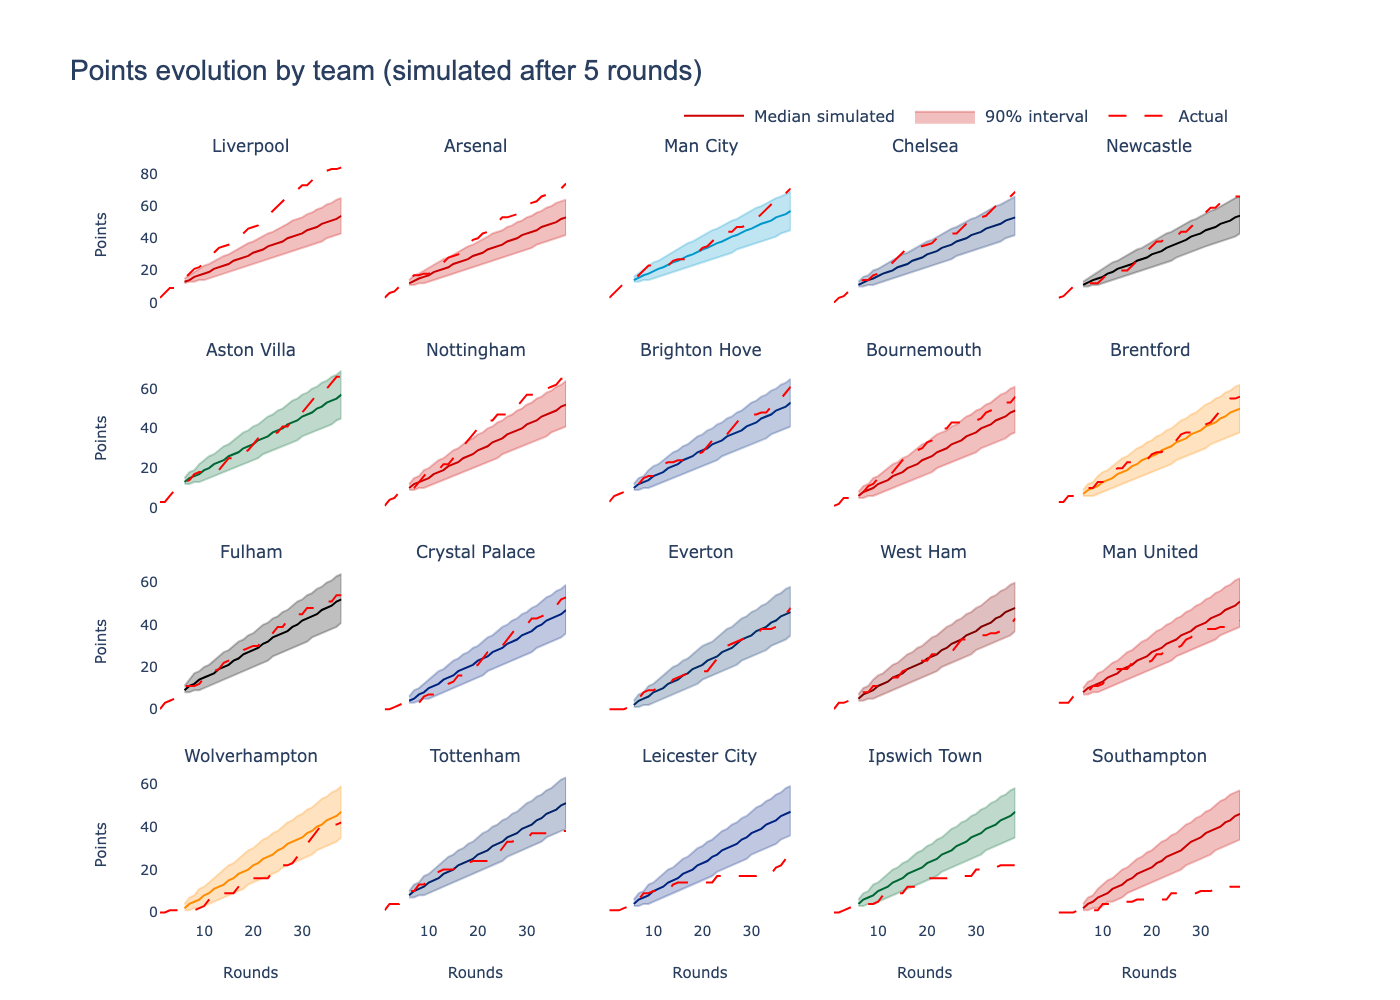 Points evolution by team (simulated after 5 rounds)
Median simulated 90% interval Actual
Liverpool Arsenal Man City Chelsea Newcastle
80
60
40
20
0
Points
Aston Villa Nottingham Brighton Hove Bournemouth Brentford
60
40
20
0
Points
Fulham Crystal Palace Everton West Ham Man United
60
40
20
0
Points
Wolverhampton Tottenham Leicester City Ipswich Town Southampton
60
40
20
0
Points
10 20 30 10 20 30 10 20 30 10 20 30 10 20 30
Rounds Rounds Rounds Rounds Rounds